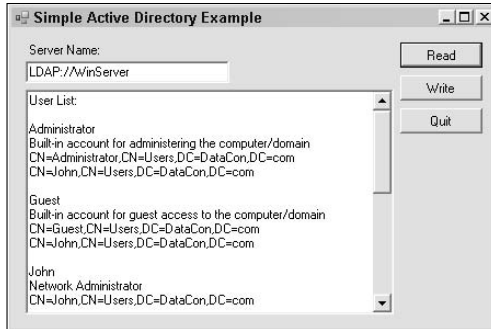 Simple Active Directory Example
Server Name:
LDAP://WinServer
Read
Write
Quit
User List:
Administrator
Built-in account for administering the computer/domain
CN=Administrator,CN=Users,DC=DataCon,DC=com
CN=John,CN=Users,DC=DataCon,DC=com
Guest
Built-in account for guest access to the computer/domain
CN=Guest,CN=Users,DC=DataCon,DC=com
CN=John,CN=Users,DC=DataCon,DC=com
John
Network Administrator
CN=John,CN=Users,DC=DataCon,DC=com